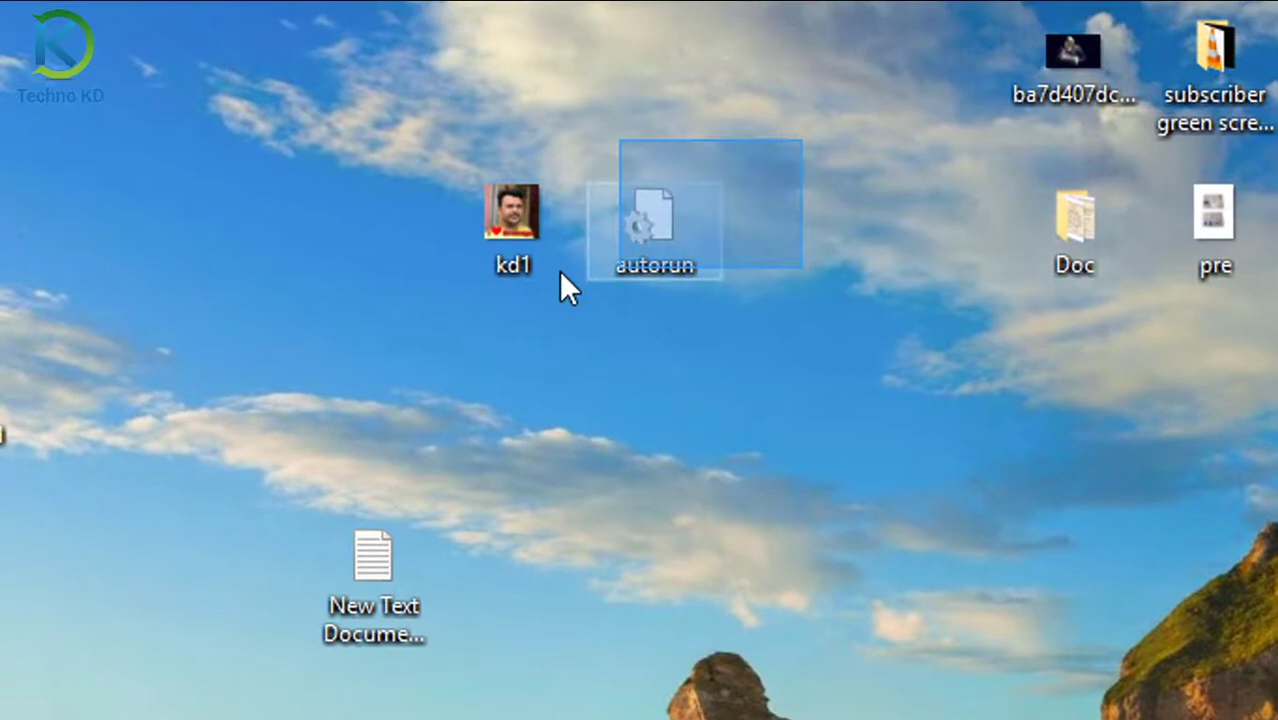 Techno KD
ba7d407dc...
subscriber
green scre...
kd1
autorun
Doc
pre
New Text
Docume...